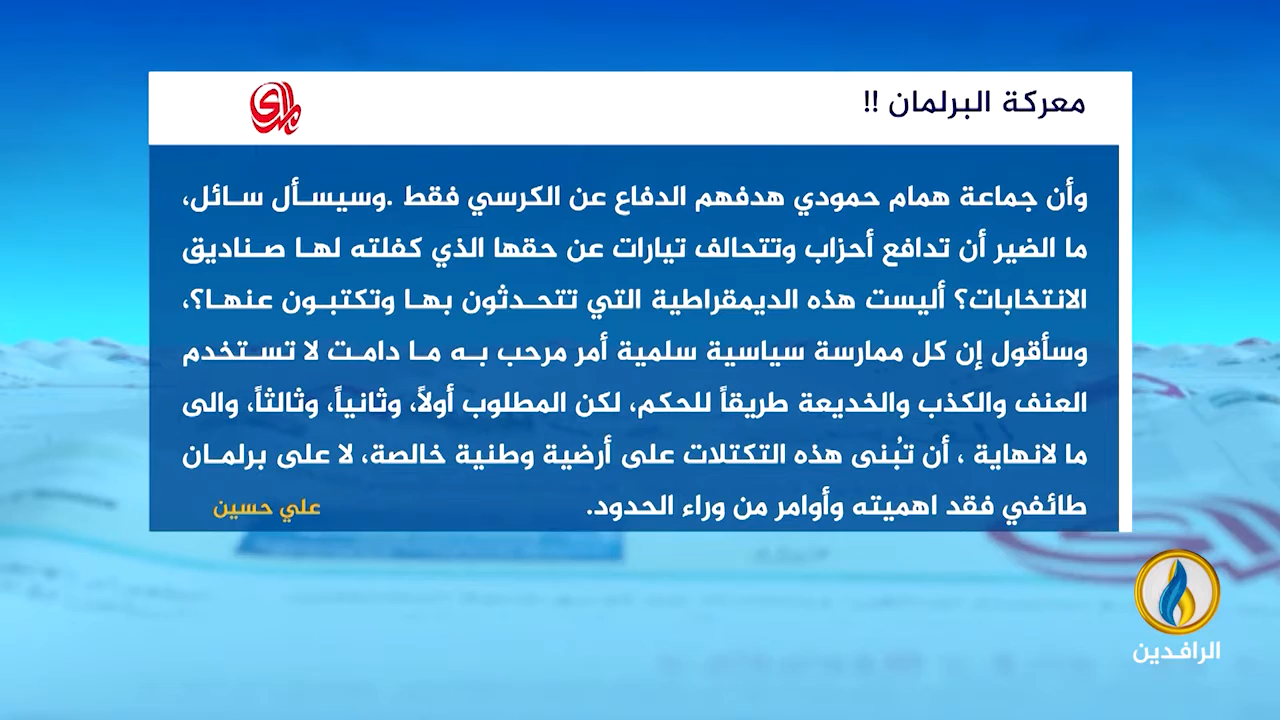 معركة البرلمان !!
المدى
وأن جماعة همام حمودي هدفهم الدفاع عن الكرسي فقط .وسيسأل سائل،
ما الضير أن تدافع أحزاب وتتحالف تيارات عن حقها الذي كفلته لها صناديق
الانتخابات؟ أليست هذه الديمقراطية التي تتحدثون بها وتكتبون عنها؟،
وسأقول إن كل ممارسة سياسية سلمية أمر مرحب به ما دامت لا تستخدم
العنف والكذب والخديعة طريقاً للحكم، لكن المطلوب أولاً، وثانياً، وثالثاً، والى
ما لانهاية ، أن تُبنى هذه التكتلات على أرضية وطنية خالصة، لا على برلمان
طائفي فقد اهميته وأوامر من وراء الحدود.
علي حسين
الرافدين